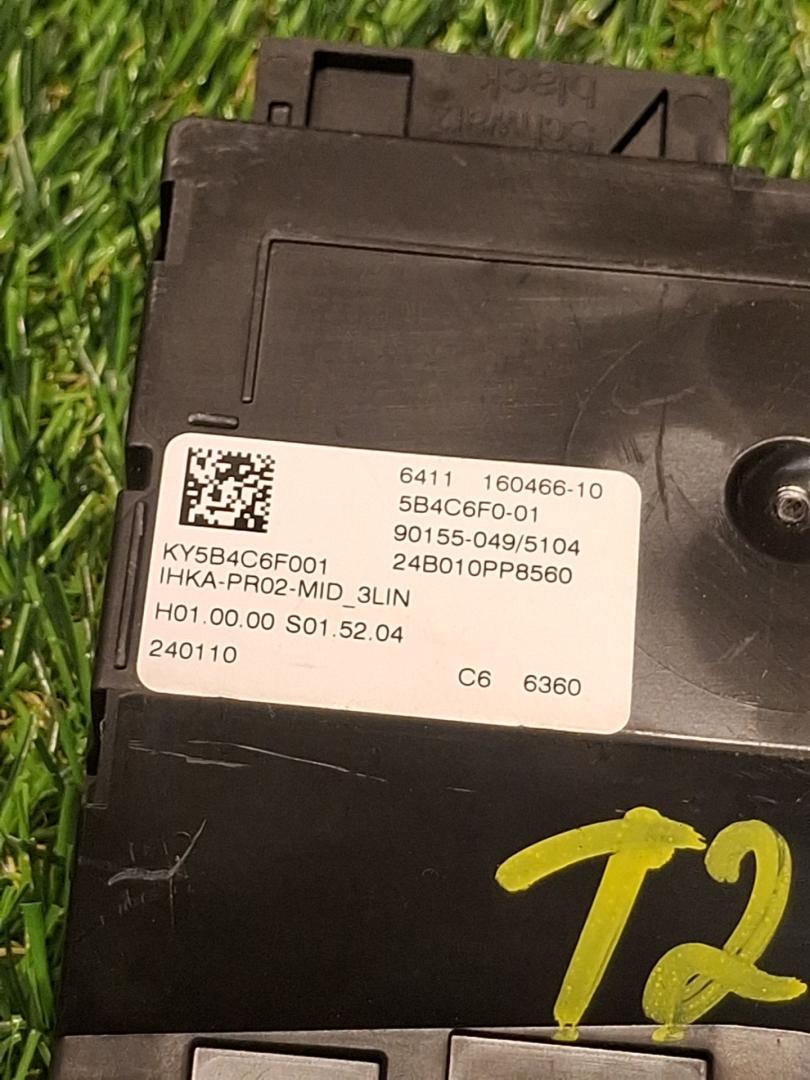 schwarz
black
6411 160466-10
5B4C6F0-01
90155-049/5104
24B010PP8560
KY5B4C6F001
IHKA-PR02-MID_3LIN
H01.00.00 S01.52.04
240110
C6 6360
T2